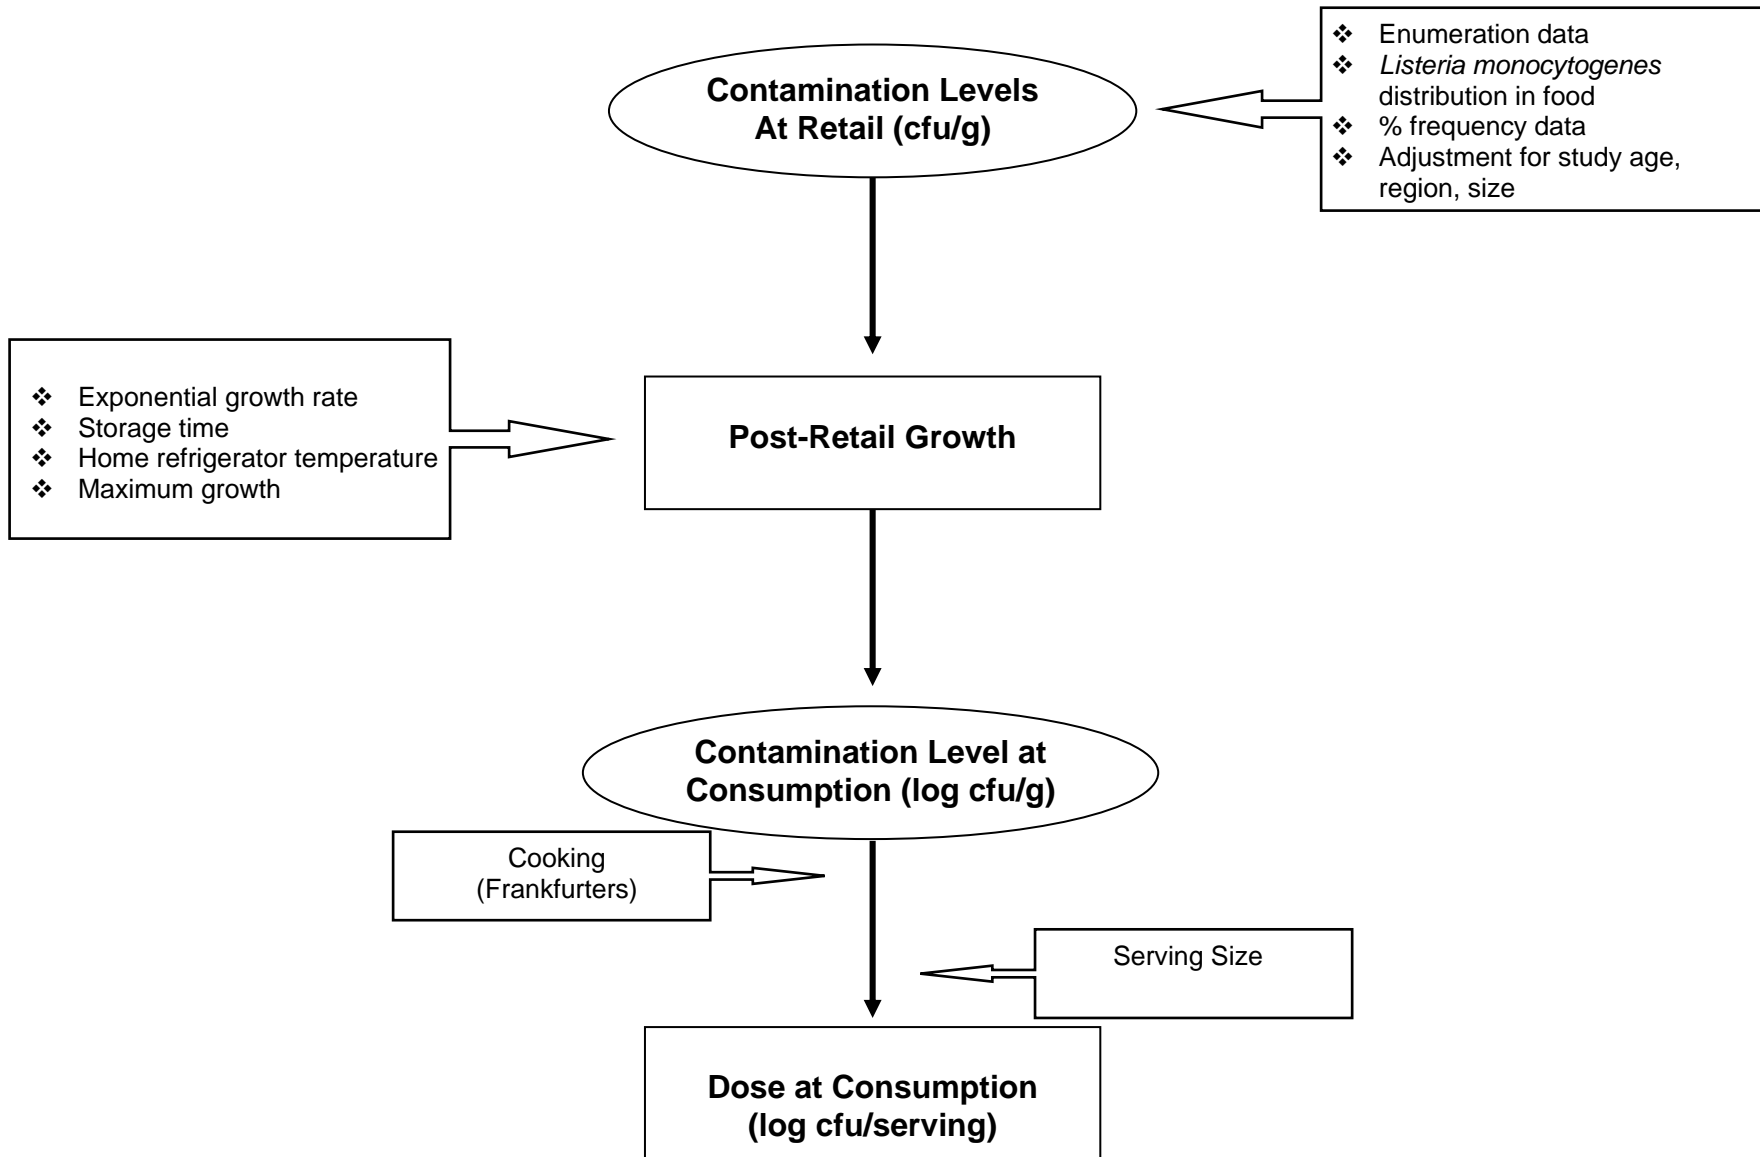 Contamination Levels
At Retail (cfu/g)
❖ Enumeration data
❖ Listeria monocytogenes
distribution in food
❖ % frequency data
❖ Adjustment for study age,
region, size
❖ Exponential growth rate
❖ Storage time
❖ Home refrigerator temperature
❖ Maximum growth
Post-Retail Growth
Contamination Level at
Consumption (log cfu/g)
Cooking
(Frankfurters)
Serving Size
Dose at Consumption
(log cfu/serving)